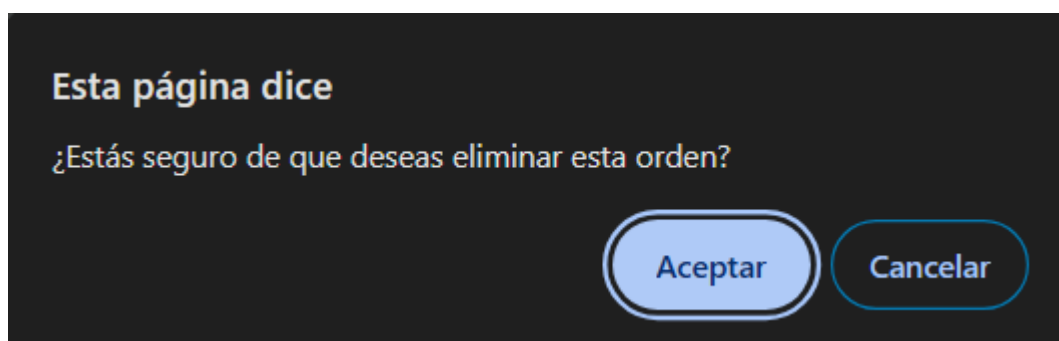 Esta página dice
¿Estás seguro de que deseas eliminar esta orden?
Aceptar
Cancelar